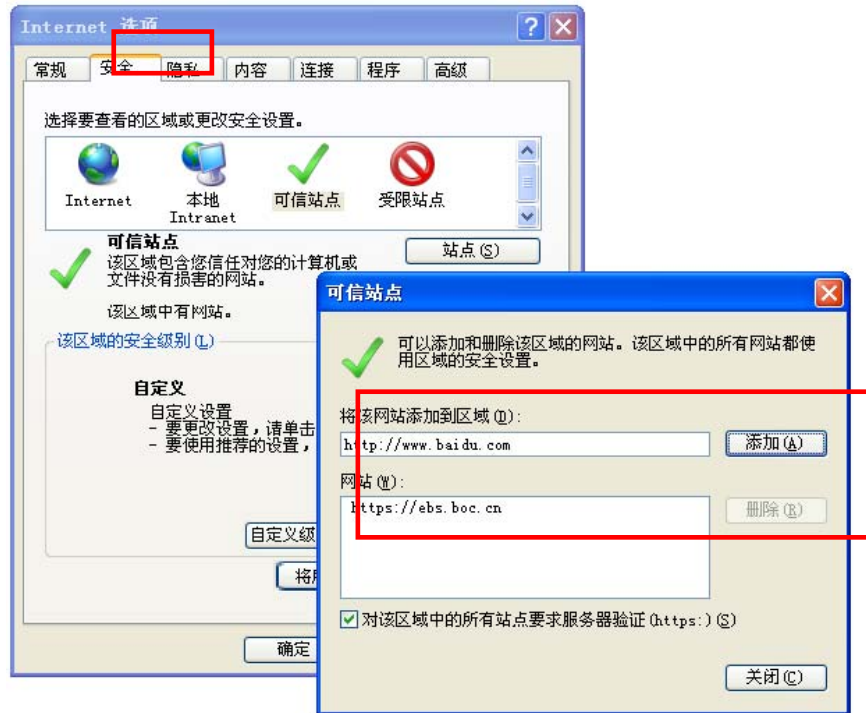 Internet 选项
常规 安全 隐私 内容 连接 程序 高级
选择要查看的区域或更改安全设置。
Internet
本地
Intranet
可信站点
受限站点
可信站点
站点(S)
该区域包含您信任对您的计算机或
文件没有损害的网站。
该区域中有网站。
该区域的安全级别(L)
自定义
自定义设置
- 要更改设置，请单击
- 要使用推荐的设置，
自定义级
将所
确定
可信站点
可以添加和删除该区域的网站。该区域中的所有网站都使
用区域的安全设置。
将该网站添加到区域(D):
http://www.baidu.com
添加(A)
网站(W):
https://ebs.boc.cn
删除(R)
对该区域中的所有站点要求服务器验证(https:)(S)
关闭(C)